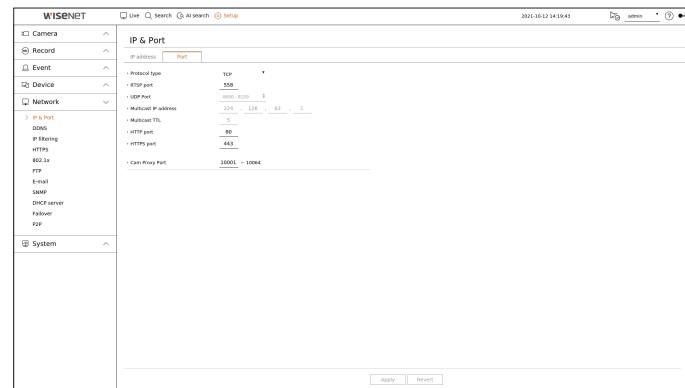 WISENET
Live Search AI search Setup 2021-10-12 14:19:43 admin ?
Camera
Record
Event
Device
Network
IP & Port
DDNS
IP filtering
HTTPS
802.1x
FTP
E-mail
SNMP
DHCP server
Failover
P2P
System
IP & Port
IP address Port
Protocol type TCP
RTSP port 558
UDP Port
Multicast IP address 224 . 126 . 63 . 1
Multicast TTL 5
HTTP port 80
HTTPS port 443
Cam Proxy Port 10001 ~ 10064
Apply Revert